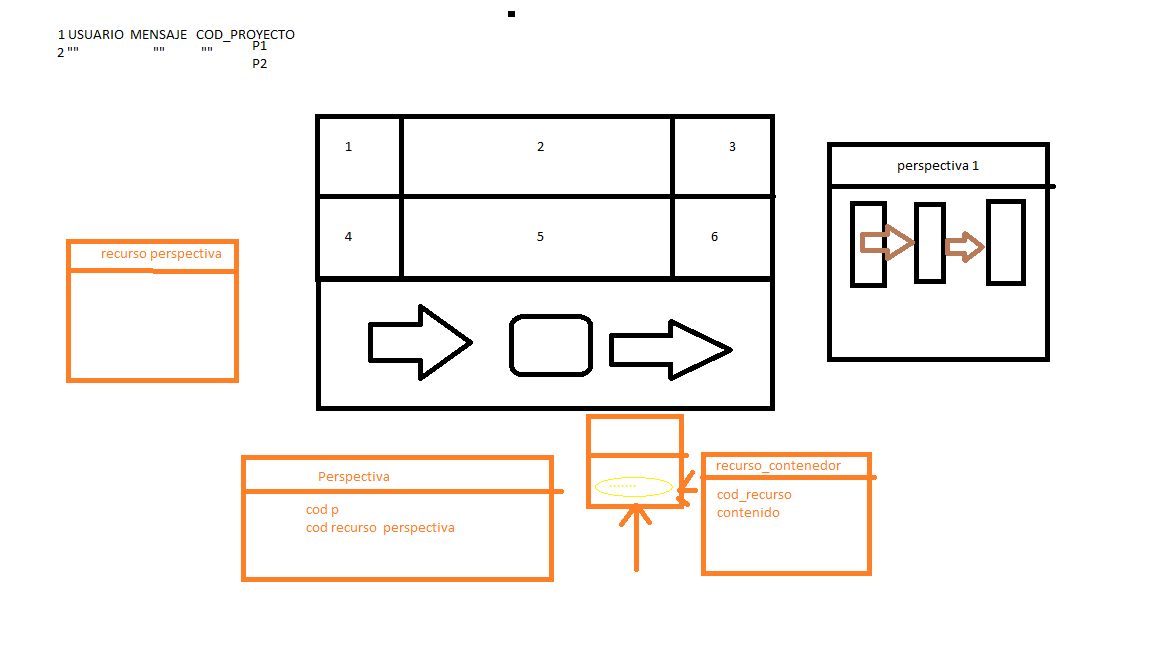 1 USUARIO MENSAJE COD_PROYECTO
P1
2 "" "" ""
P2
1 2 3
perspectiva 1
4 5 6
recurso perspectiva
Perspectiva
cod p
cod recurso perspectiva
.......
recurso_contenedor
cod_recurso
contenido